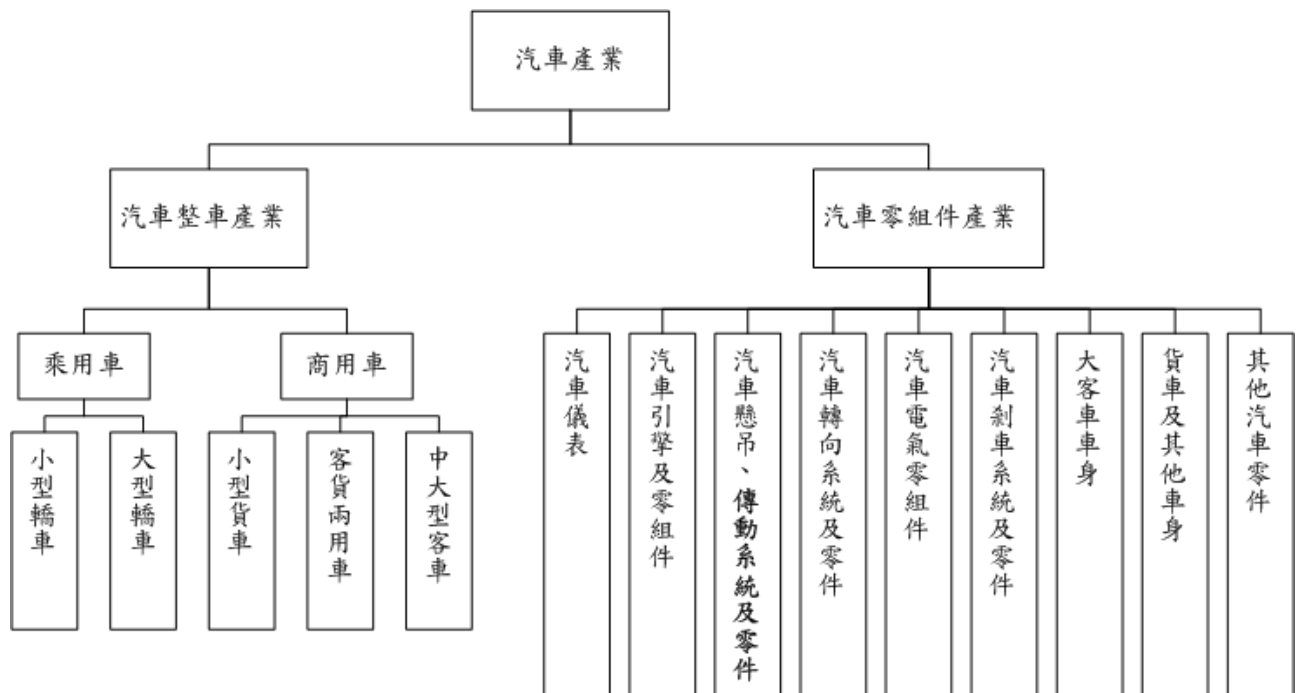 汽車產業
汽車整車產業
汽車零組件產業
乘用車
商用車
小型轎車
大型轎車
小型貨車
客貨兩用車
中大型客車
汽車儀表
汽車引擎及零組件
汽車懸吊、傳動系統及零件
汽車轉向系統及零件
汽車電氣零組件
汽車剎車系統及零件
大客車車身
貨車及其他車身
其他汽車零件